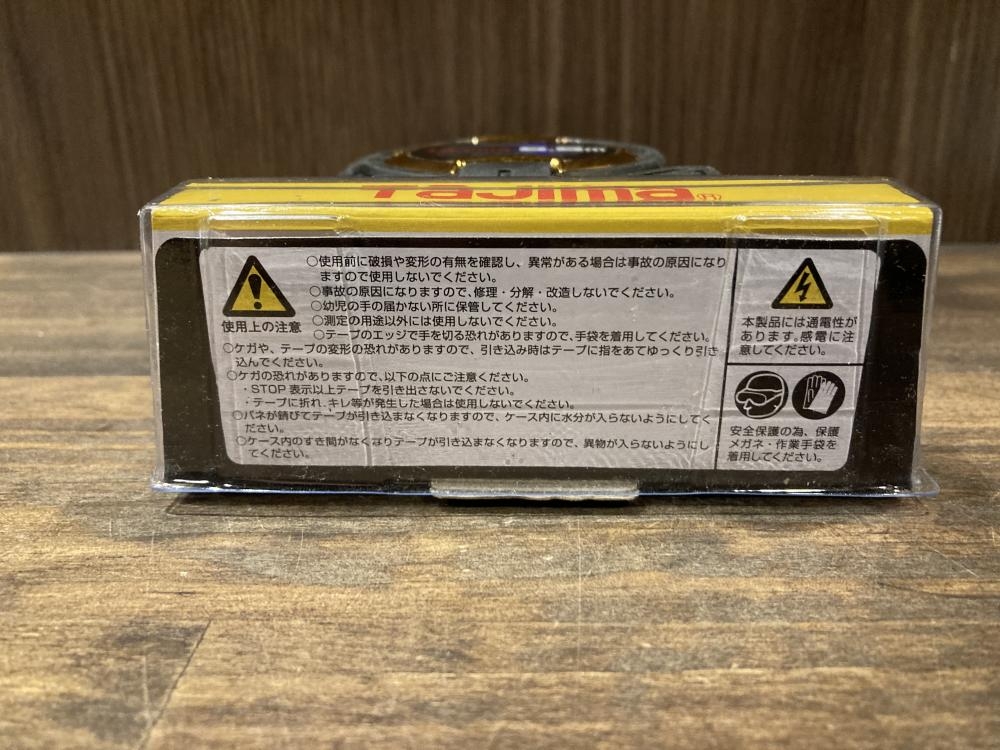 Tajima®
使用上の注意
○使用前に破損や変形の有無を確認し、異常がある場合は事故の原因になり
ますので使用しないでください。
○事故の原因になりますので、修理・分解・改造しないでください。
○幼児の手の届かない所に保管してください。
○測定の用途以外には使用しないでください。
○テープのエッジで手を切る恐れがありますので、手袋を着用してください。
○ケガや、テープの変形の恐れがありますので、引き込み時はテープに指をあてゆっくり引き
込んでください。
○ケガの恐れがありますので、以下の点にご注意ください。
・STOP 表示以上テープを引き出さないでください。
・テープに折れ、キレ等が発生した場合は使用しないでください。
○バネが錆びてテープが引き込まなくなりますので、ケース内に水分が入らないようにしてく
ださい。
○ケース内のすき間がなくなりテープが引き込まなくなりますので、異物が入らないようにし
てください。
本製品には通電性が
あります。感電に注
意してください。
安全保護の為、保護
メガネ・作業手袋を
着用してください。